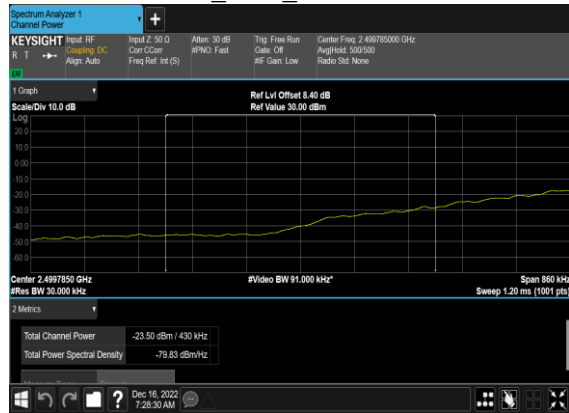 Spectrum Analyzer 1
Channel Power
KEYSIGHT
R T
Input: RF
Coupling: DC
Align: Auto
Input Z: 50 Ω
Corr CCorr
Freq Ref: Int (S)
Atten: 30 dB
#PNO: Fast
Trig: Free Run
Gate: Off
#IF Gain: Low
Center Freq: 2.499785000 GHz
Avg|Hold: 500/500
Radio Std: None
1 Graph
Scale/Div 10.0 dB
Ref Lvl Offset 8.40 dB
Ref Value 30.00 dBm
Log
20.0
10.0
0.00
-10.0
-20.0
-30.0
-40.0
-50.0
-60.0
Center 2.4997850 GHz
#Video BW 91.000 kHz*
Span 860 kHz
#Res BW 30.000 kHz
Sweep 1.20 ms (1001 pts)
2 Metrics
Total Channel Power -23.50 dBm / 430 kHz
Total Power Spectral Density -79.83 dBm/Hz
?
Dec 16, 2022
7:28:30 AM